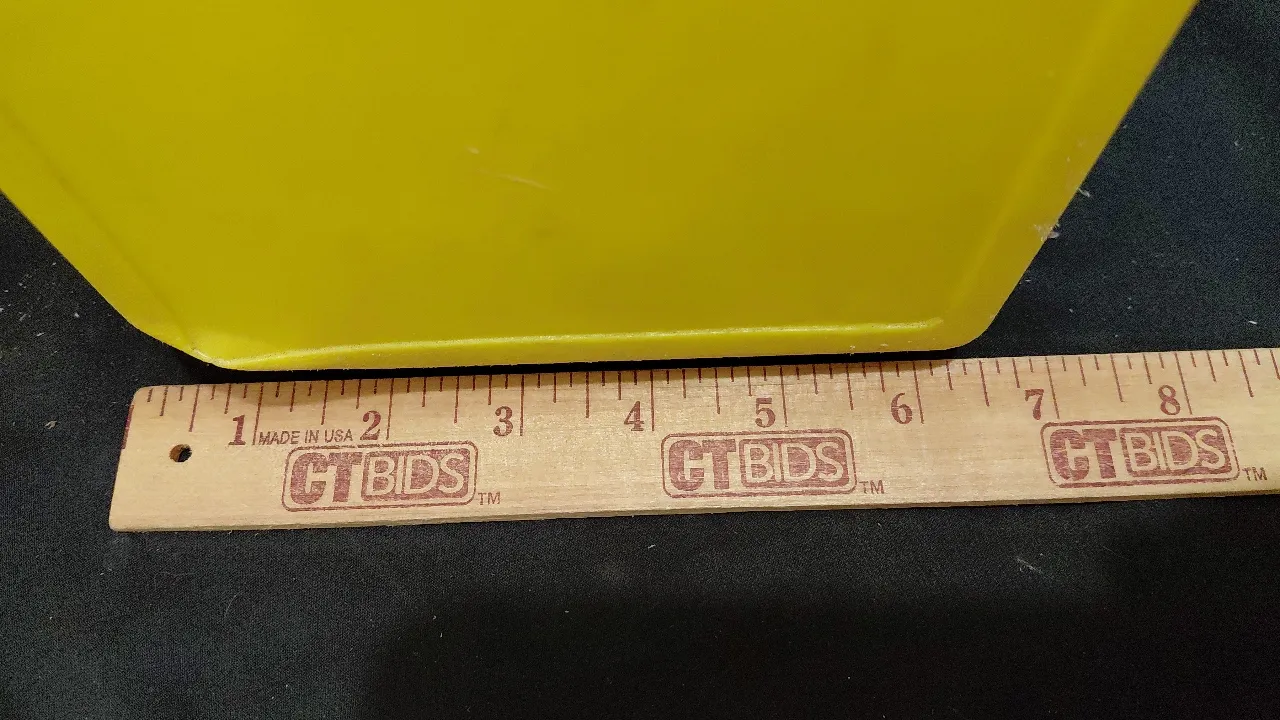 1 2 3 4 5 6 7 8
MADE IN USA
CTBIDS TM CTBIDS TM CTBIDS TM